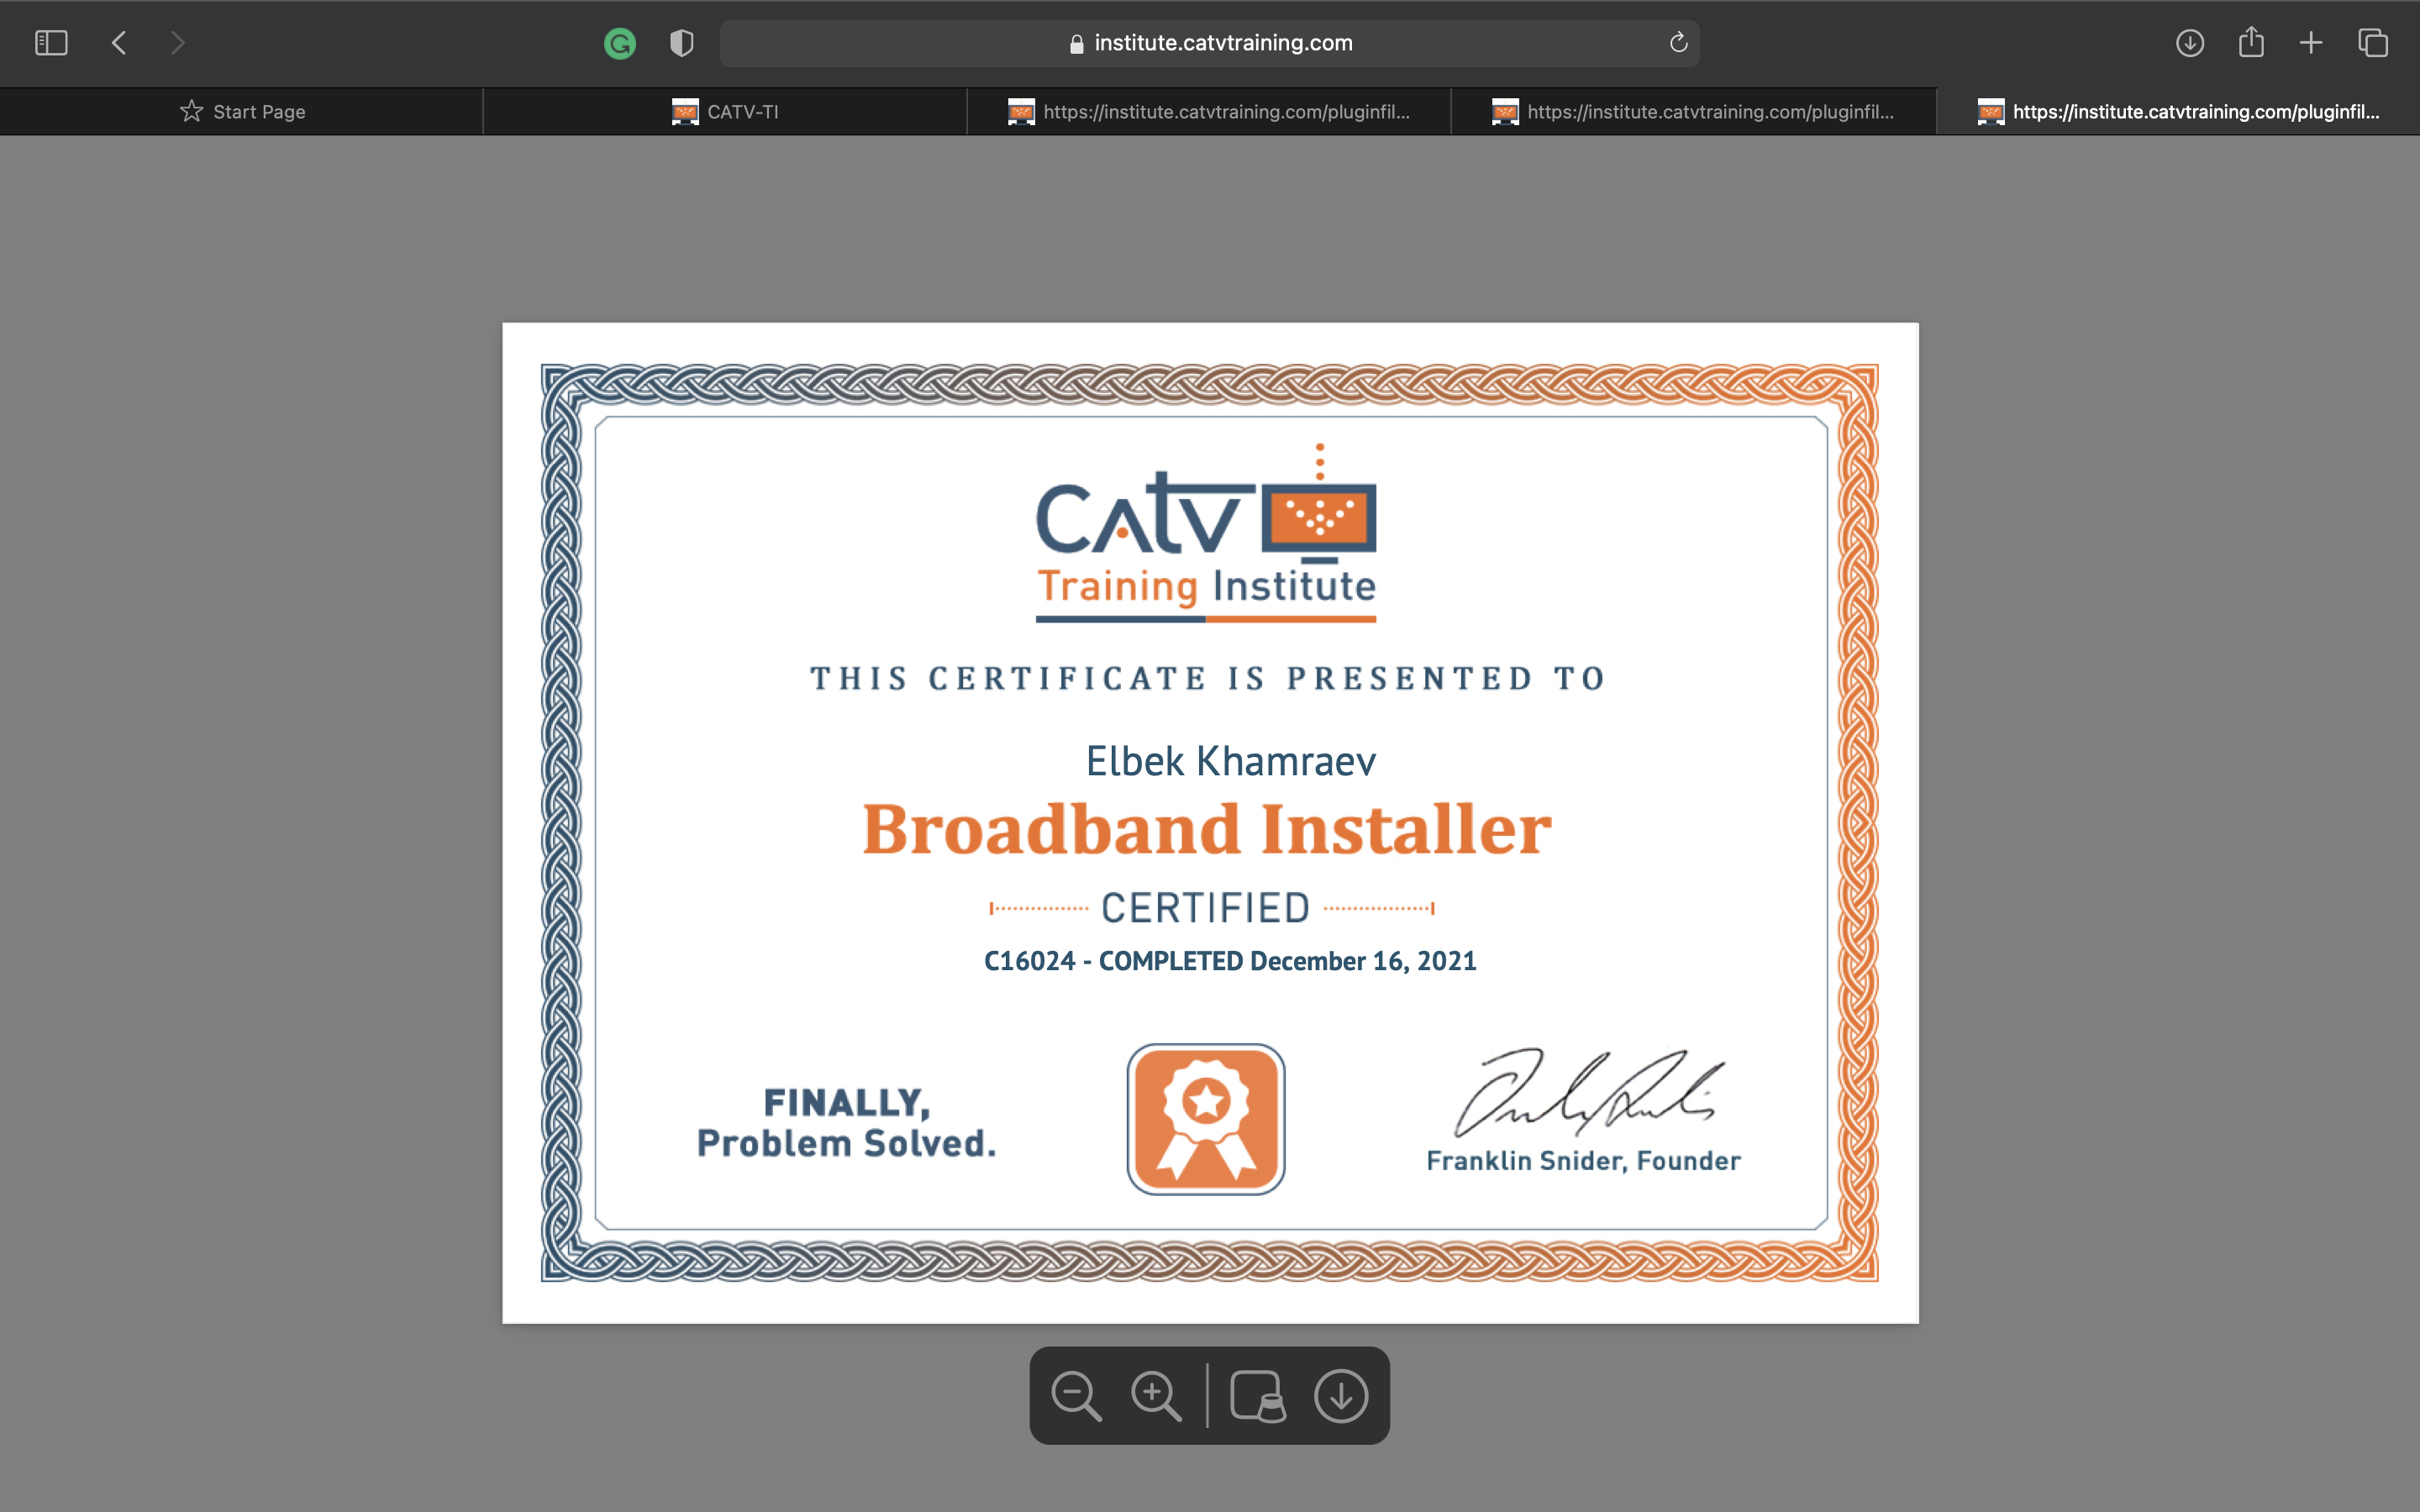 institute.catvtraining.com
Start Page
CATV-TI
https://institute.catvtraining.com/pluginfil...
https://institute.catvtraining.com/pluginfil...
https://institute.catvtraining.com/pluginfil...
Catv
Training Institute
THIS CERTIFICATE IS PRESENTED TO
Elbek Khamraev
Broadband Installer
CERTIFIED
C16024 - COMPLETED December 16, 2021
FINALLY,
Problem Solved.
Franklin Snider, Founder